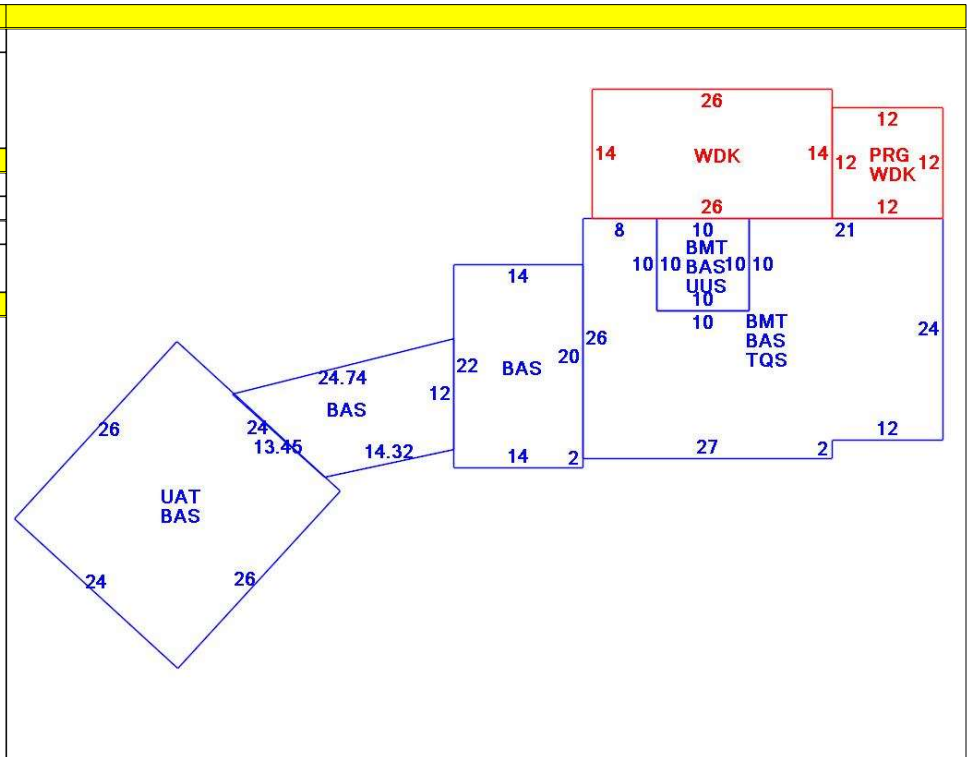 26
12
14 WDK 14 12 PRG 12
WDK
26
12
8 10 21
BMT
10 10 BAS 10 10
UUS
10
14
10 BMT
BAS
TQS
24
26
22 BAS 20
24.74
12
BAS
26 24
13.45
14.32
14 2
27 2
12
UAT
BAS
24 26